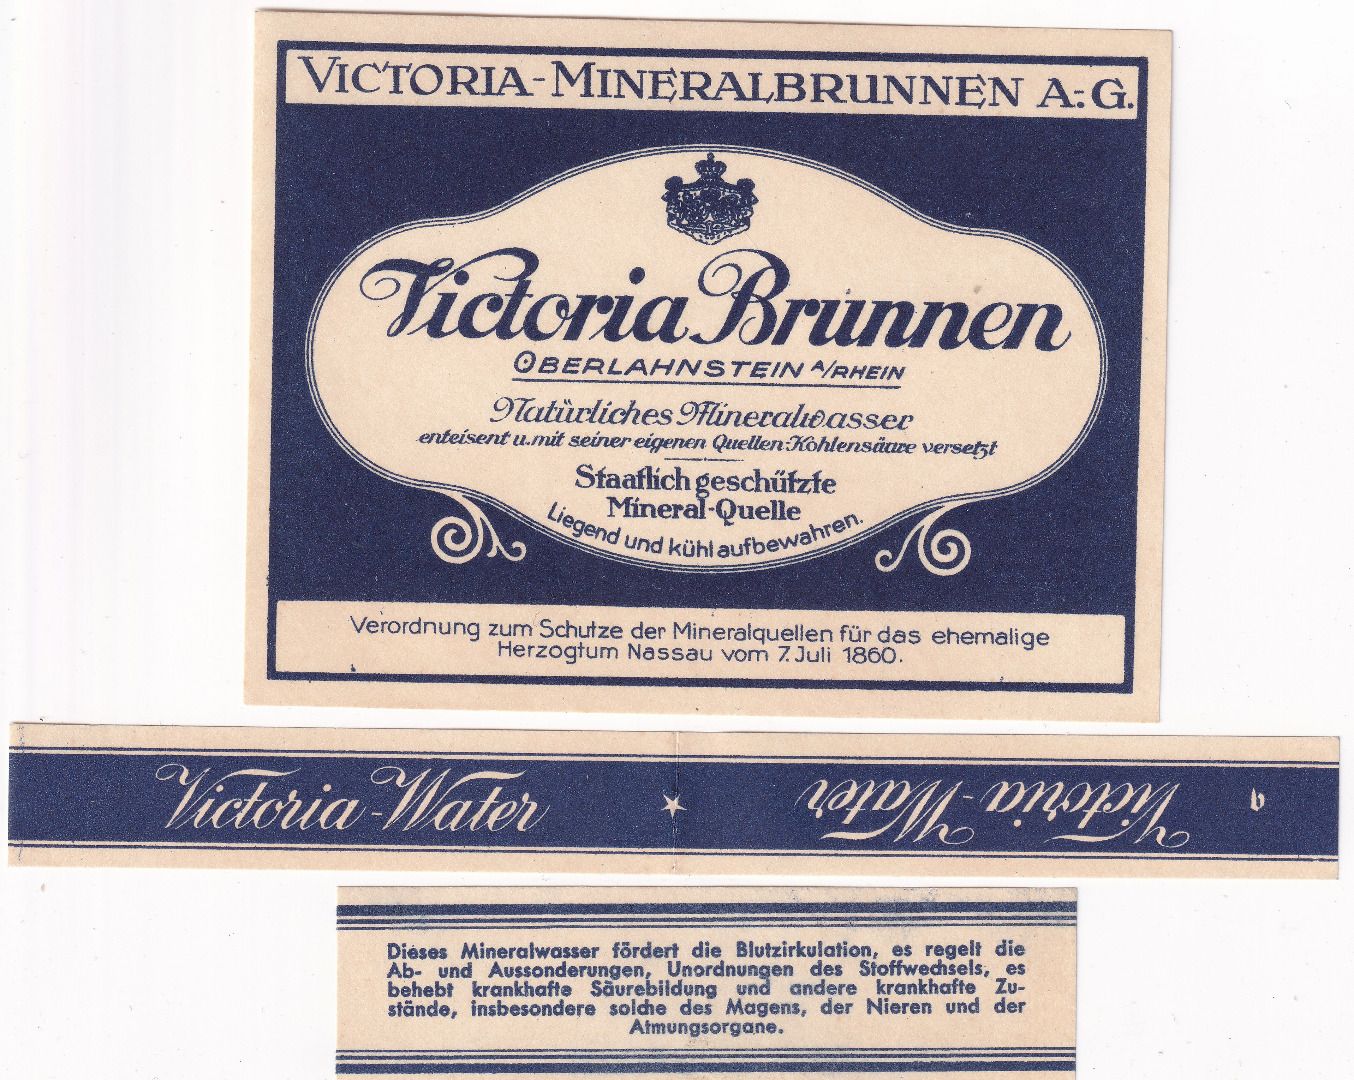 VICTORIA-MINERALBRUNNEN A:G.
Victoria Brunnen
OBERLAHNSTEIN A/RHEIN
Natürliches Mineralwasser
enteisent u. mit seiner eigenen Quellen-Kohlensäure versetzt
Staatlich geschützte
Mineral-Quelle
Liegend und kühl aufbewahren.
Verordnung zum Schutze der Mineralquellen für das ehemalige
Herzogtum Nassau vom 7. Juli 1860.
Victoria-Water ★ Victoria-Water
Dieses Mineralwasser fördert die Blutzirkulation, es regelt die
Ab- und Aussonderungen, Unordnungen des Stoffwechsels, es
behebt krankhafte Säurebildung und andere krankhafte Zu-
stände, insbesondere solche des Magens, der Nieren und der
Atmungsorgane.